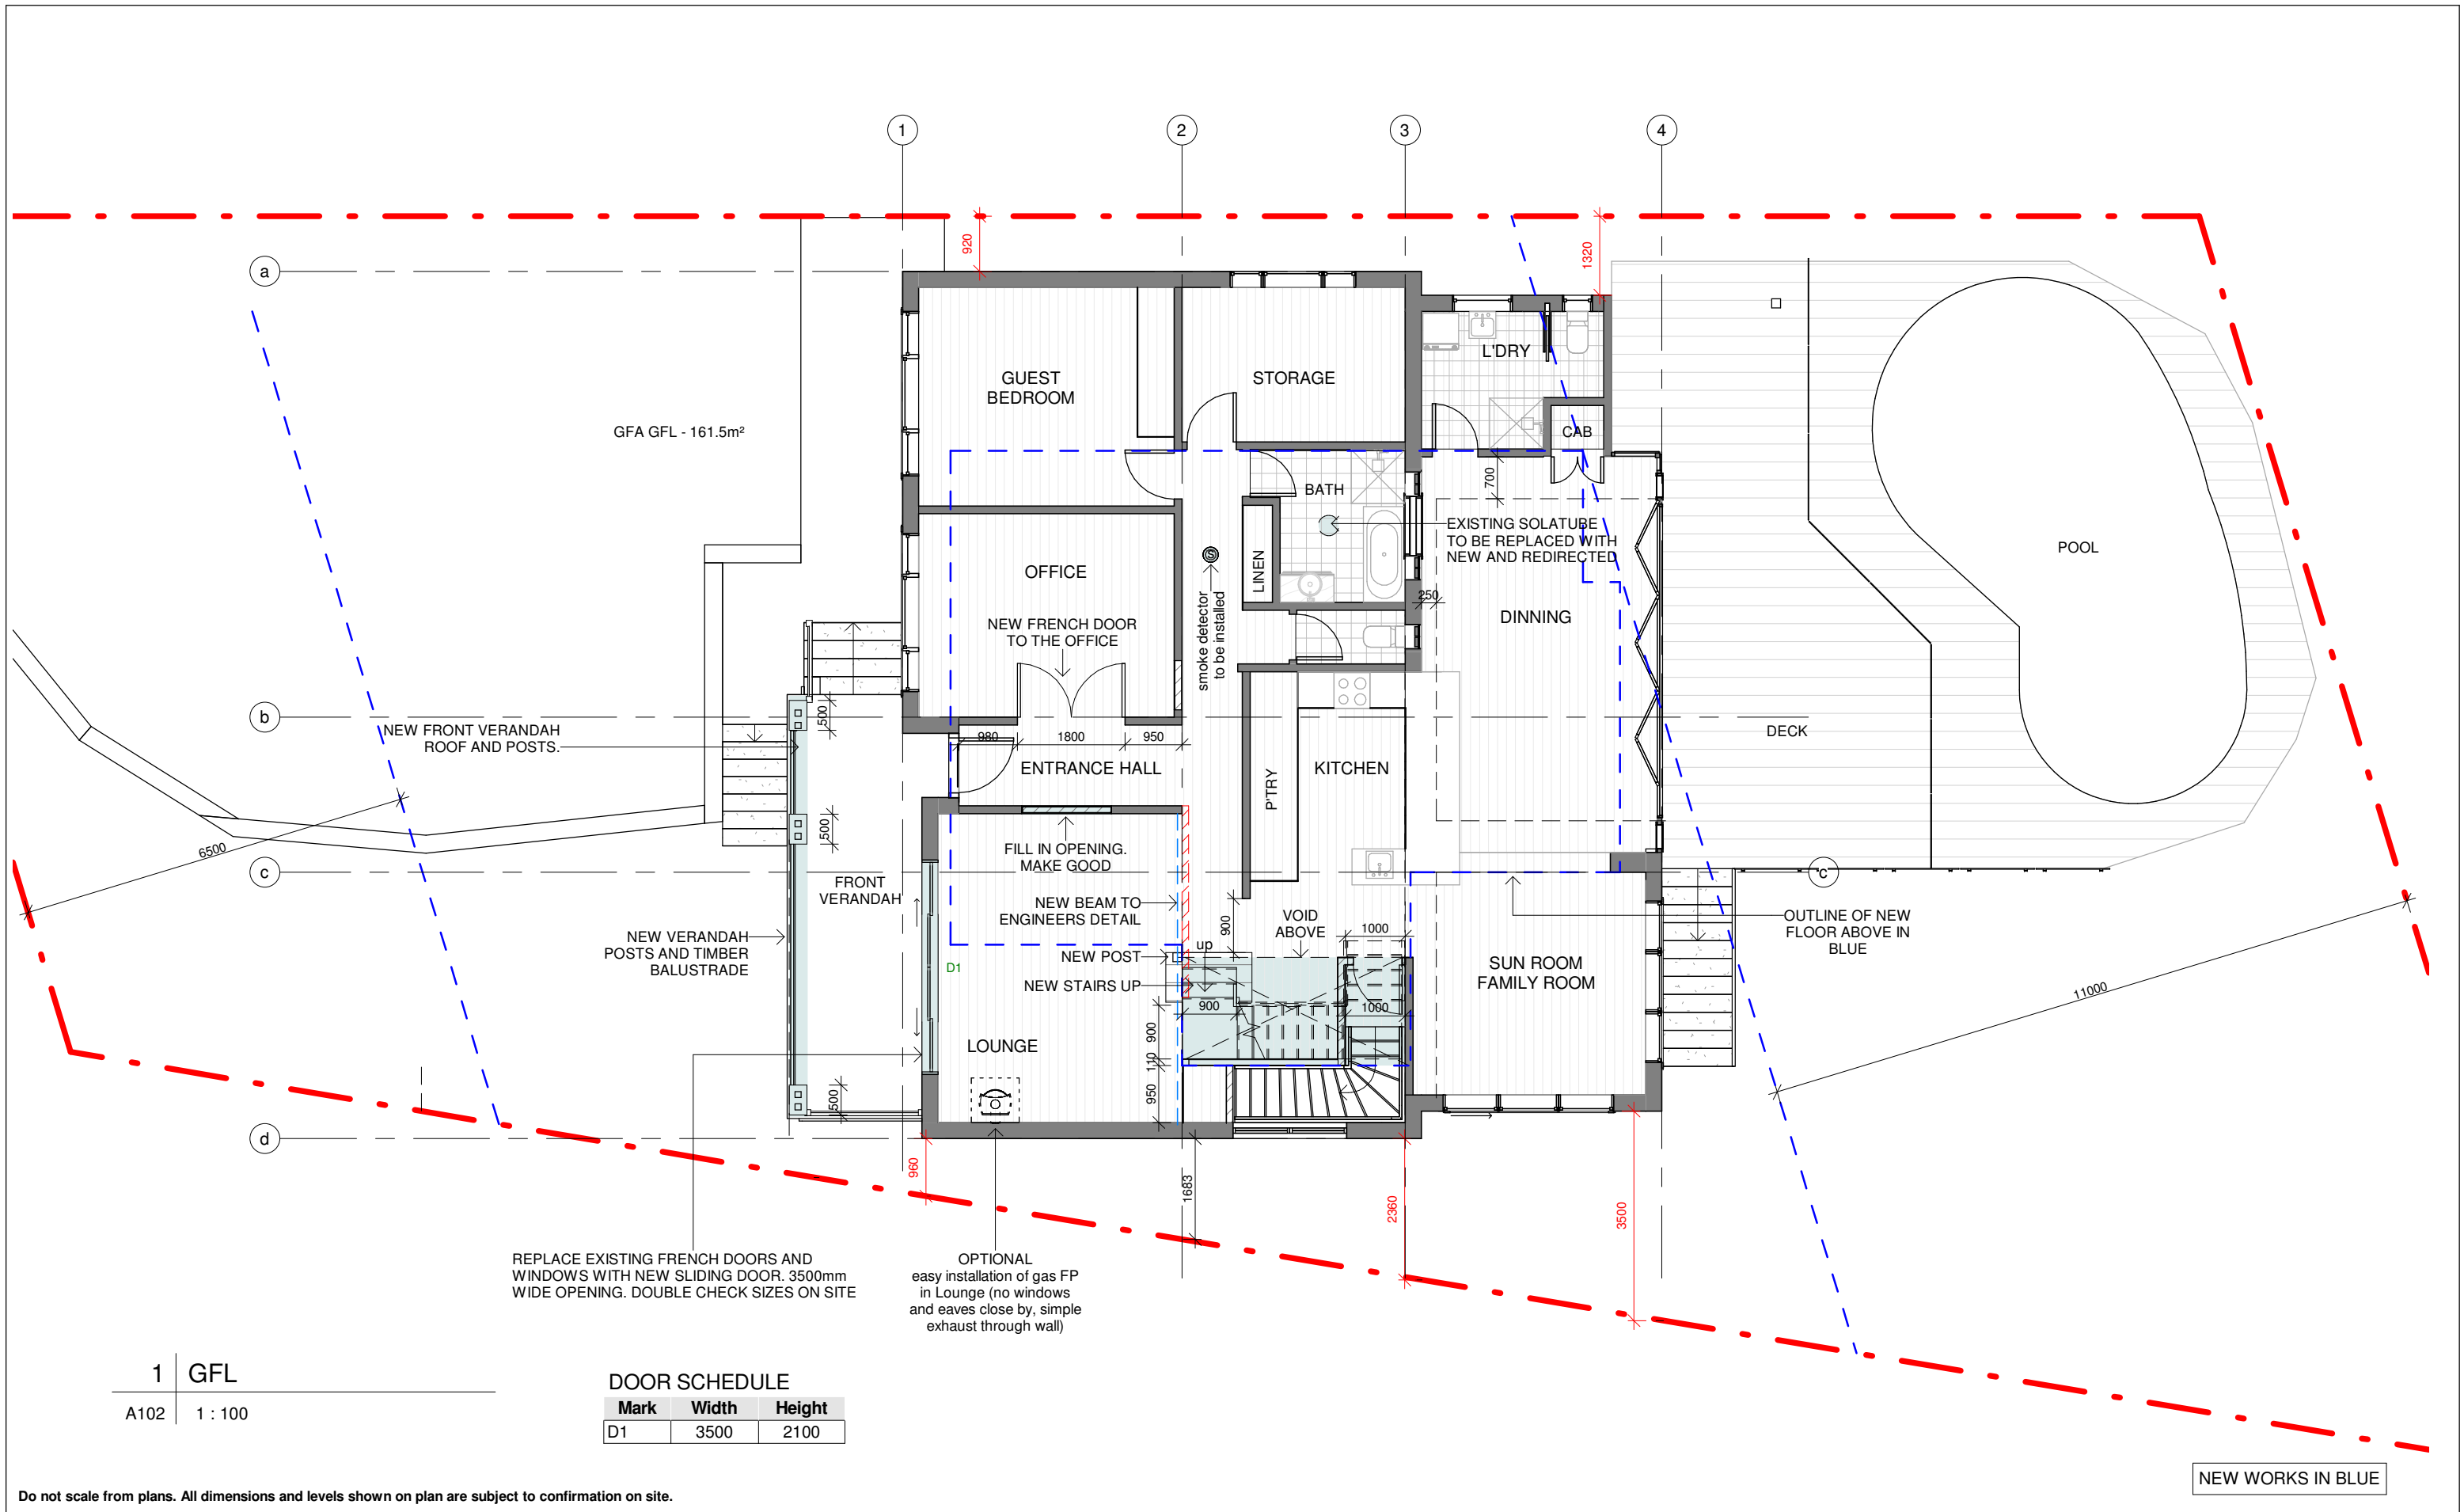 1
2
3
4
920
1320
a
L'DRY
GUEST
BEDROOM
STORAGE
GFA GFL - 161.5m²
CAB
700
BATH
EXISTING SOLATUBE
TO BE REPLACED WITH
NEW AND REDIRECTED
POOL
OFFICE
LINEN
smoke detector
to be installed
S
250
NEW FRENCH DOOR
TO THE OFFICE
DINNING
b
500
NEW FRONT VERANDAH
ROOF AND POSTS.
980
1800
950
DECK
ENTRANCE HALL
P'TRY
KITCHEN
6500
500
FILL IN OPENING.
MAKE GOOD
c
c
FRONT
VERANDAH
NEW BEAM TO
ENGINEERS DETAIL
900
VOID
ABOVE
1000
OUTLINE OF NEW
FLOOR ABOVE IN
BLUE
NEW VERANDAH
POSTS AND TIMBER
BALUSTRADE
up
NEW POST
D1
SUN ROOM
FAMILY ROOM
NEW STAIRS UP
11000
900
1000
900
LOUNGE
110
950
500
d
960
1683
2360
3500
REPLACE EXISTING FRENCH DOORS AND
WINDOWS WITH NEW SLIDING DOOR. 3500mm
WIDE OPENING. DOUBLE CHECK SIZES ON SITE
OPTIONAL
easy installation of gas FP
in Lounge (no windows
and eaves close by, simple
exhaust through wall)
1 GFL
A102 1 : 100
DOOR SCHEDULE
Mark Width Height
D1 3500 2100
NEW WORKS IN BLUE
Do not scale from plans. All dimensions and levels shown on plan are subject to confirmation on site.